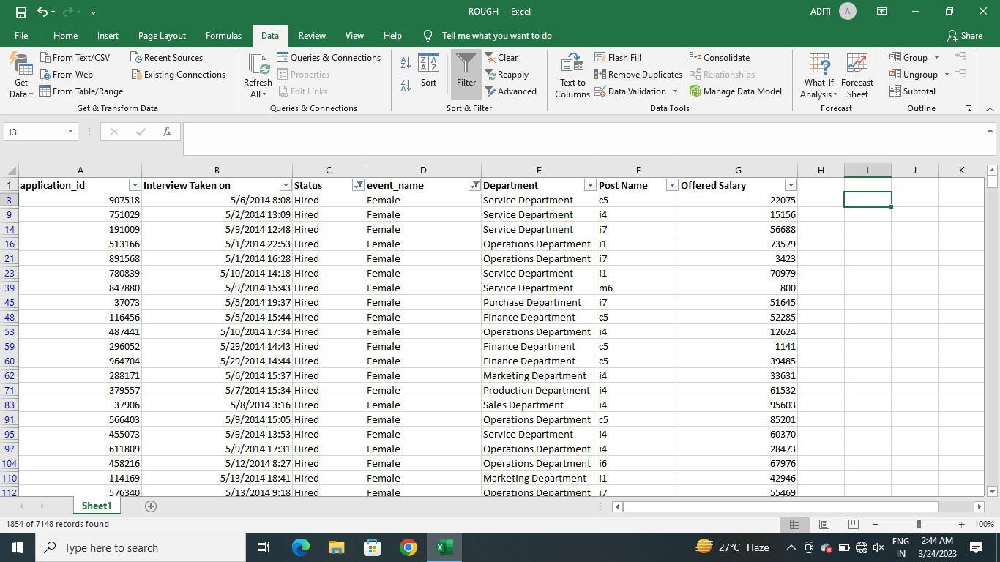 ROUGH - Excel ADITI A
File Home Insert Page Layout Formulas Data Review View Help Tell me what you want to do Share
Get Data From Text/CSV From Web From Table/Range Recent Sources Existing Connections
Refresh All Queries & Connections Properties Edit Links
Sort Filter Clear Reapply Advanced
Text to Columns Flash Fill Remove Duplicates Data Validation Consolidate Relationships Manage Data Model
What-If Analysis Forecast Sheet
Group Ungroup Subtotal
Get & Transform Data Queries & Connections Sort & Filter Data Tools Forecast Outline
I3 fx
A B C D E F G H I J K
1 application_id Interview Taken on Status event_name Department Post Name Offered Salary
3 907518 5/6/2014 8:08 Hired Female Service Department c5 22075
9 751029 5/2/2014 13:09 Hired Female Service Department i4 15156
14 191009 5/9/2014 12:48 Hired Female Service Department i7 56688
16 513166 5/1/2014 22:53 Hired Female Operations Department i1 73579
21 891568 5/1/2014 16:28 Hired Female Operations Department i7 3423
23 780839 5/10/2014 14:18 Hired Female Service Department i1 70979
39 847880 5/9/2014 15:43 Hired Female Service Department m6 800
45 37073 5/5/2014 19:37 Hired Female Purchase Department i7 51645
48 116456 5/5/2014 15:44 Hired Female Finance Department c5 52285
53 487441 5/10/2014 17:34 Hired Female Operations Department i4 12624
59 296052 5/29/2014 14:43 Hired Female Finance Department c5 1141
60 964704 5/29/2014 14:44 Hired Female Finance Department c5 39485
62 288171 5/6/2014 15:37 Hired Female Marketing Department i4 33631
71 379557 5/7/2014 15:34 Hired Female Production Department i4 61532
83 37906 5/8/2014 3:16 Hired Female Sales Department i4 95603
91 566403 5/9/2014 15:05 Hired Female Operations Department c5 85201
95 455073 5/9/2014 13:53 Hired Female Service Department i4 60370
97 611809 5/9/2014 17:31 Hired Female Operations Department i4 28473
104 458216 5/12/2014 8:27 Hired Female Operations Department i6 67976
110 114169 5/13/2014 18:41 Hired Female Marketing Department i1 42946
112 576340 5/13/2014 9:18 Hired Female Operations Department i7 55469
Sheet1
1854 of 7148 records found 100%
Type here to search 27°C Haze ENG IN 2:44 AM 3/24/2023